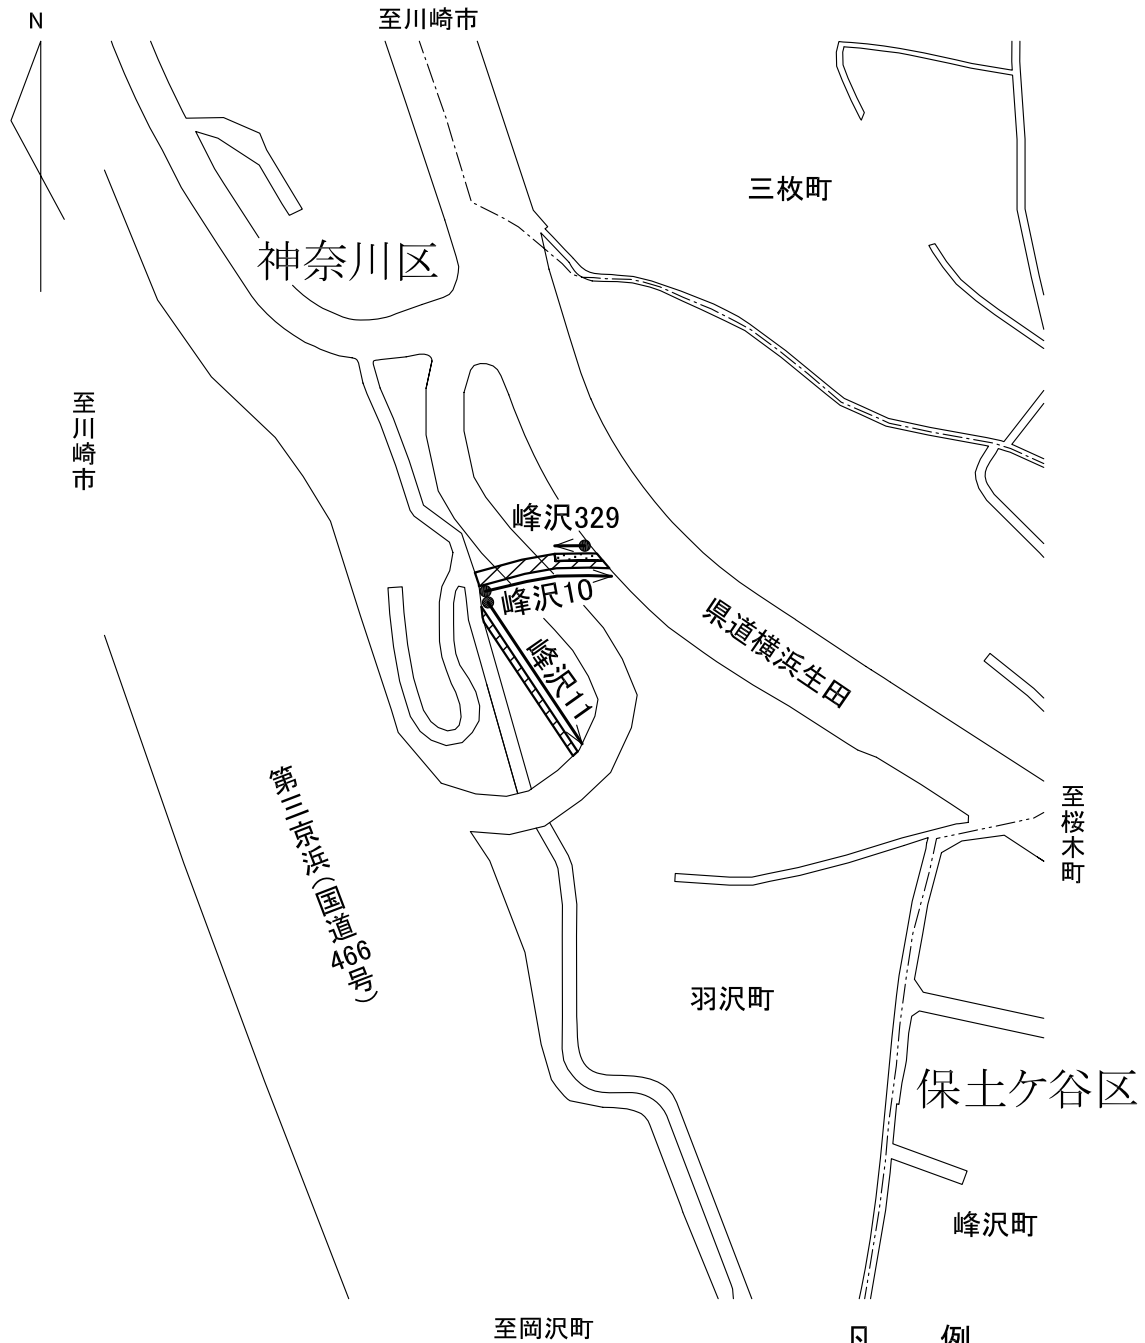 N
至川崎市
三枚町
神奈川区
至川崎市
峰沢329
峰沢10
峰沢11
県道横浜生田
第三京浜(国道466号)
至桜木町
羽沢町
保土ケ谷区
峰沢町
至岡沢町
凡例